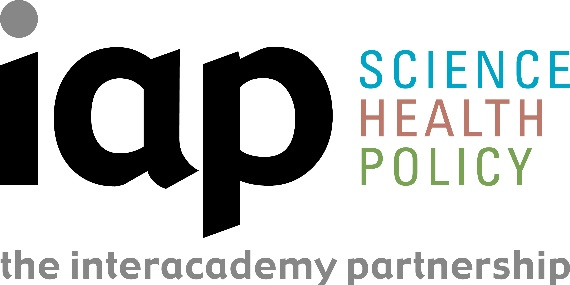 iap
SCIENCE
HEALTH
POLICY
the interacademy partnership